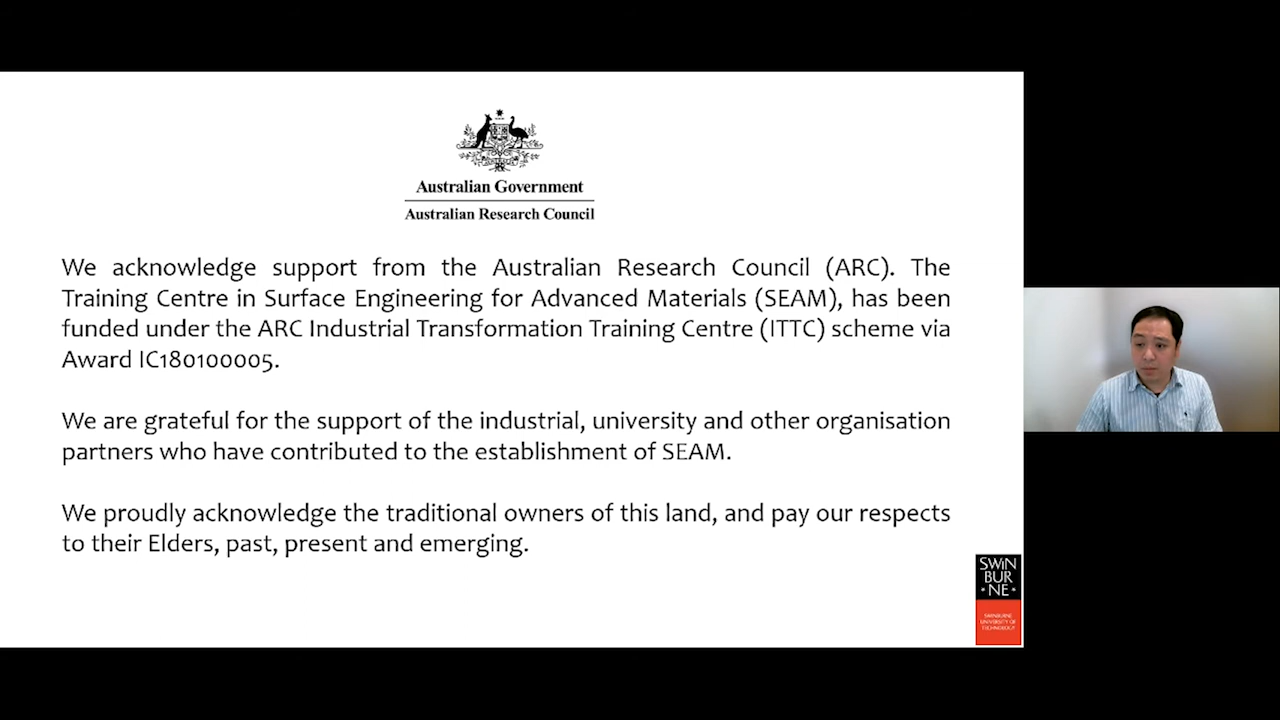 Australian Government
Australian Research Council
We acknowledge support from the Australian Research Council (ARC). The
Training Centre in Surface Engineering for Advanced Materials (SEAM), has been
funded under the ARC Industrial Transformation Training Centre (ITTC) scheme via
Award IC180100005.
We are grateful for the support of the industrial, university and other organisation
partners who have contributed to the establishment of SEAM.
We proudly acknowledge the traditional owners of this land, and pay our respects
to their Elders, past, present and emerging.
SWIN
BUR
* NE *
SWINBURNE
UNIVERSITY OF
TECHNOLOGY